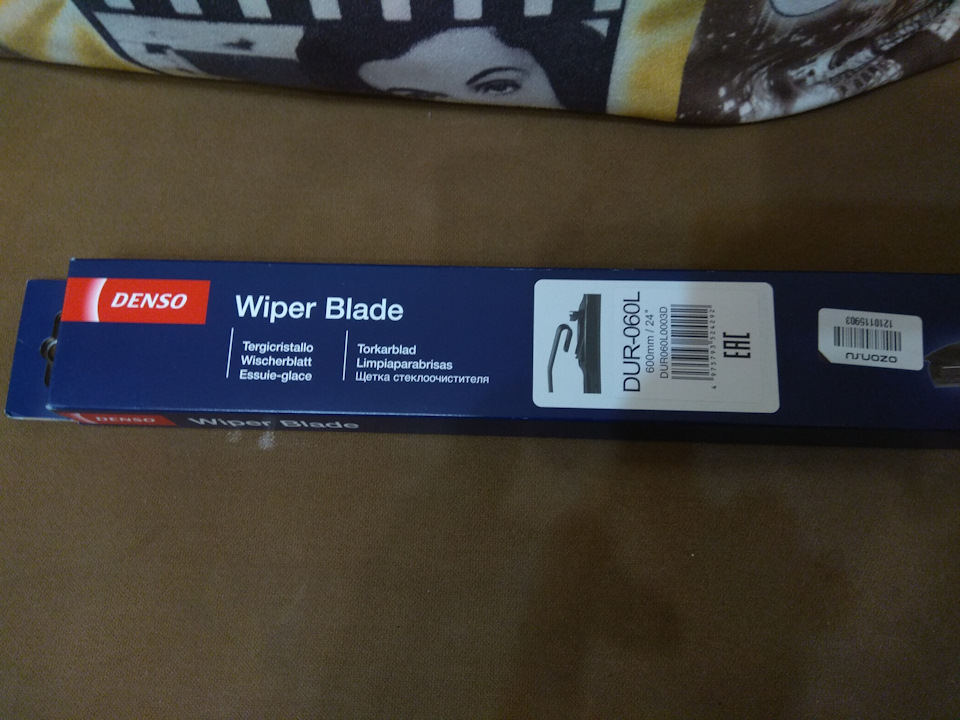 DENSO
Wiper Blade
Tergicristallo
Wischerblatt
Essuie-glace
Torkarblad
Limpiaparabrisas
Щетка стеклоочистителя
DUR-060L
600mm / 24"
DUR060L0003D
EAC
ozon.ru
1210115903
DENSO
Wiper Blade